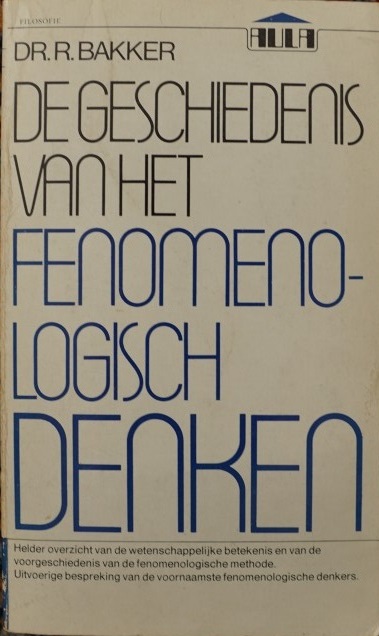 FILOSOFIE
AULA
DR. R. BAKKER
DE GESCHIEDENIS
VAN HET
FENOMENO-
LOGISCH
DENKEN
Helder overzicht van de wetenschappelijke betekenis en van de
voorgeschiedenis van de fenomenologische methode.
Uitvoerige bespreking van de voornaamste fenomenologische denkers.